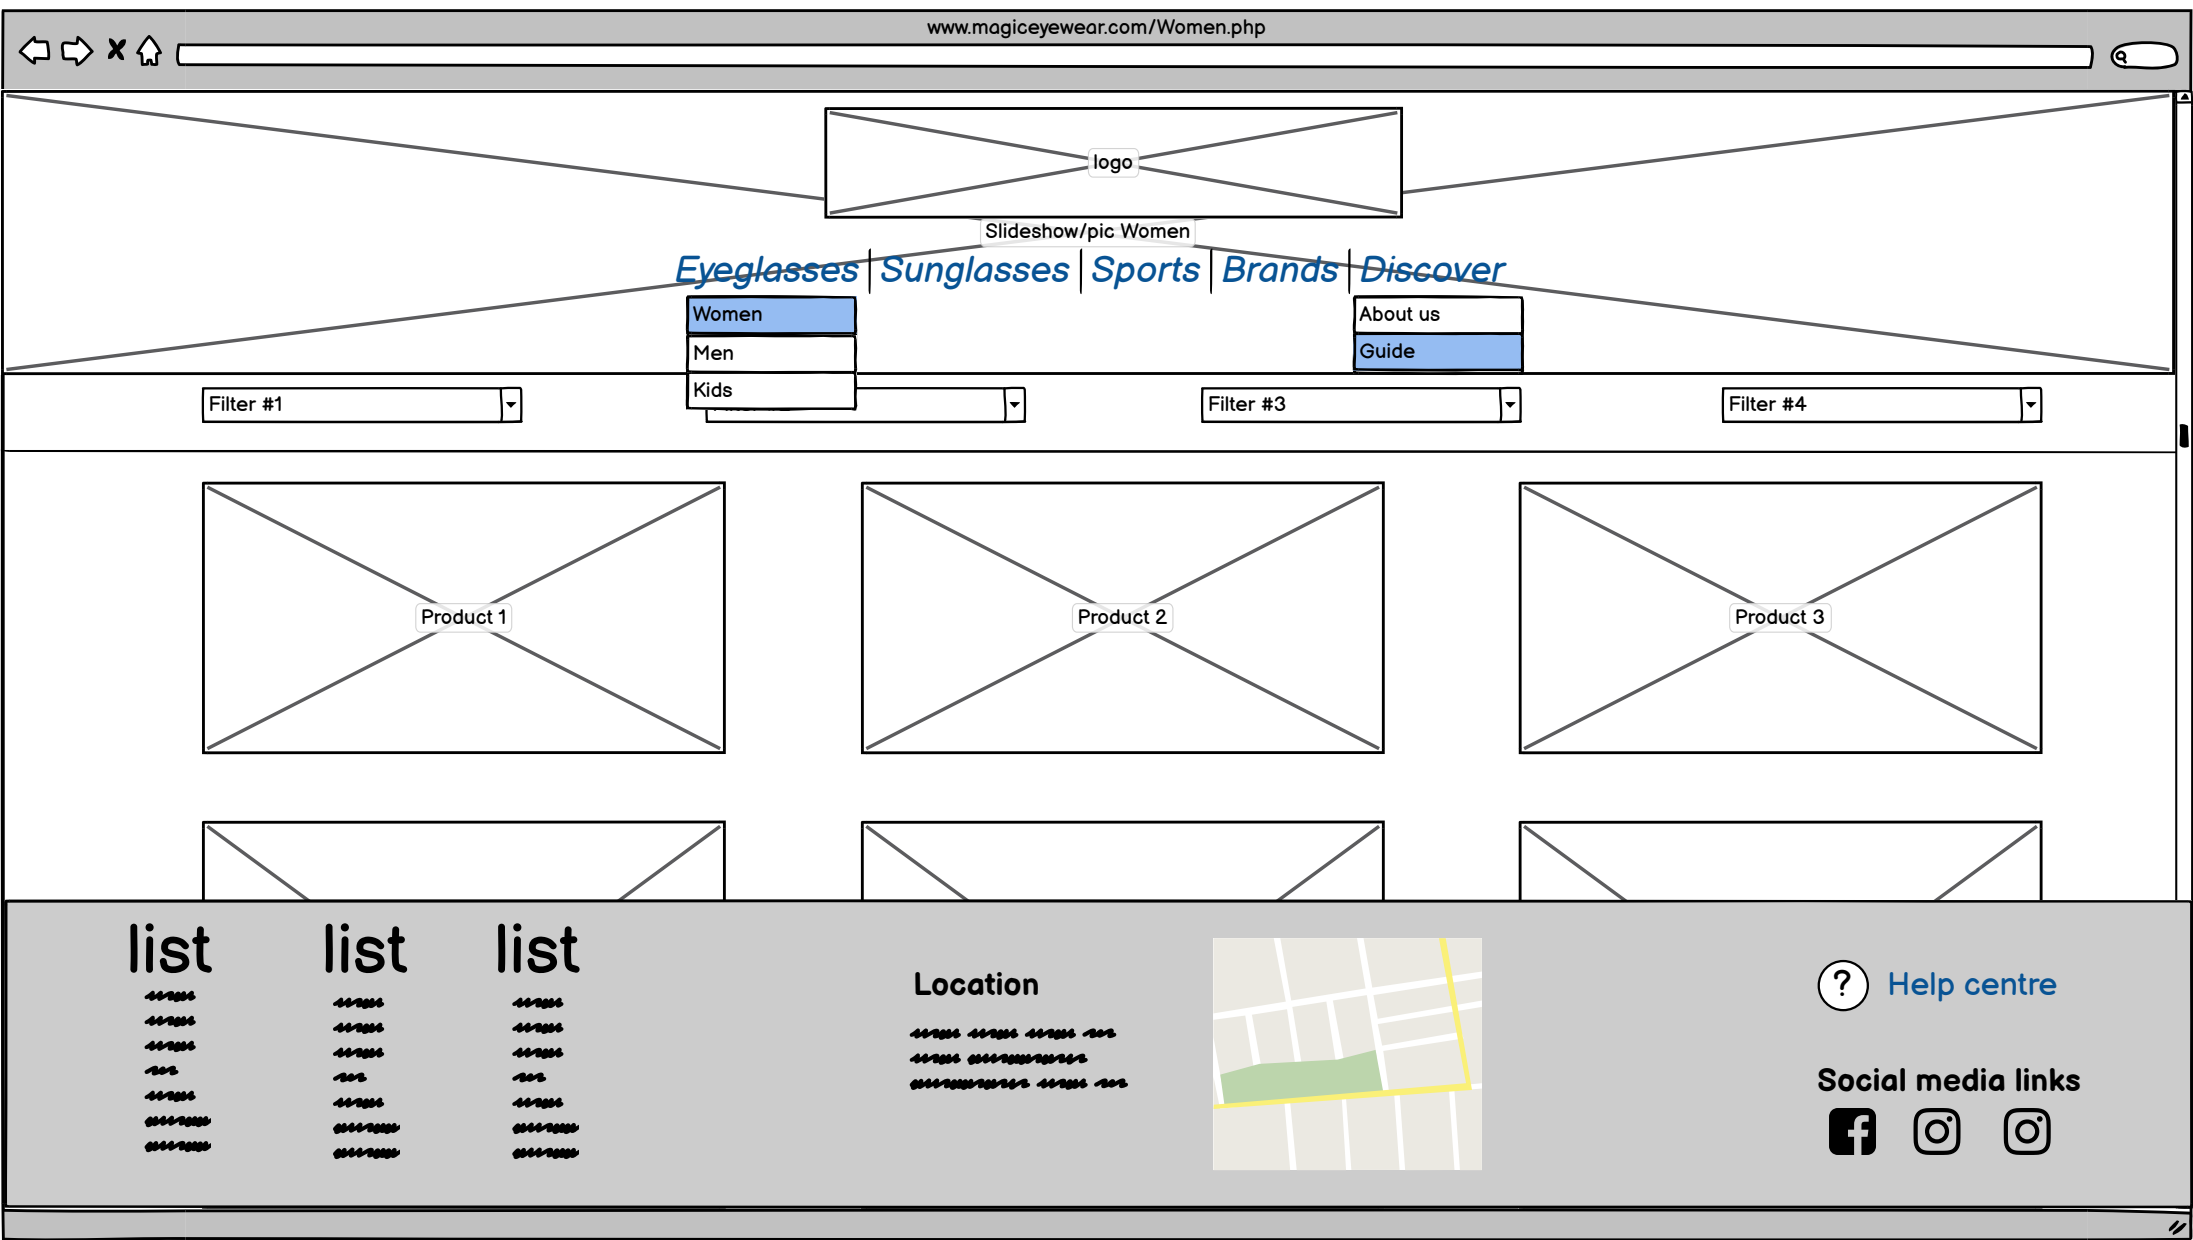 www.magiceyewear.com/Women.php
logo
Slideshow/pic Women
Eyeglasses Sunglasses Sports Brands Discover
Women
Men
Kids
About us
Guide
Filter #1
Filter #3
Filter #4
Product 1
Product 2
Product 3
list
list
list
Location
?
Help centre
Social media links